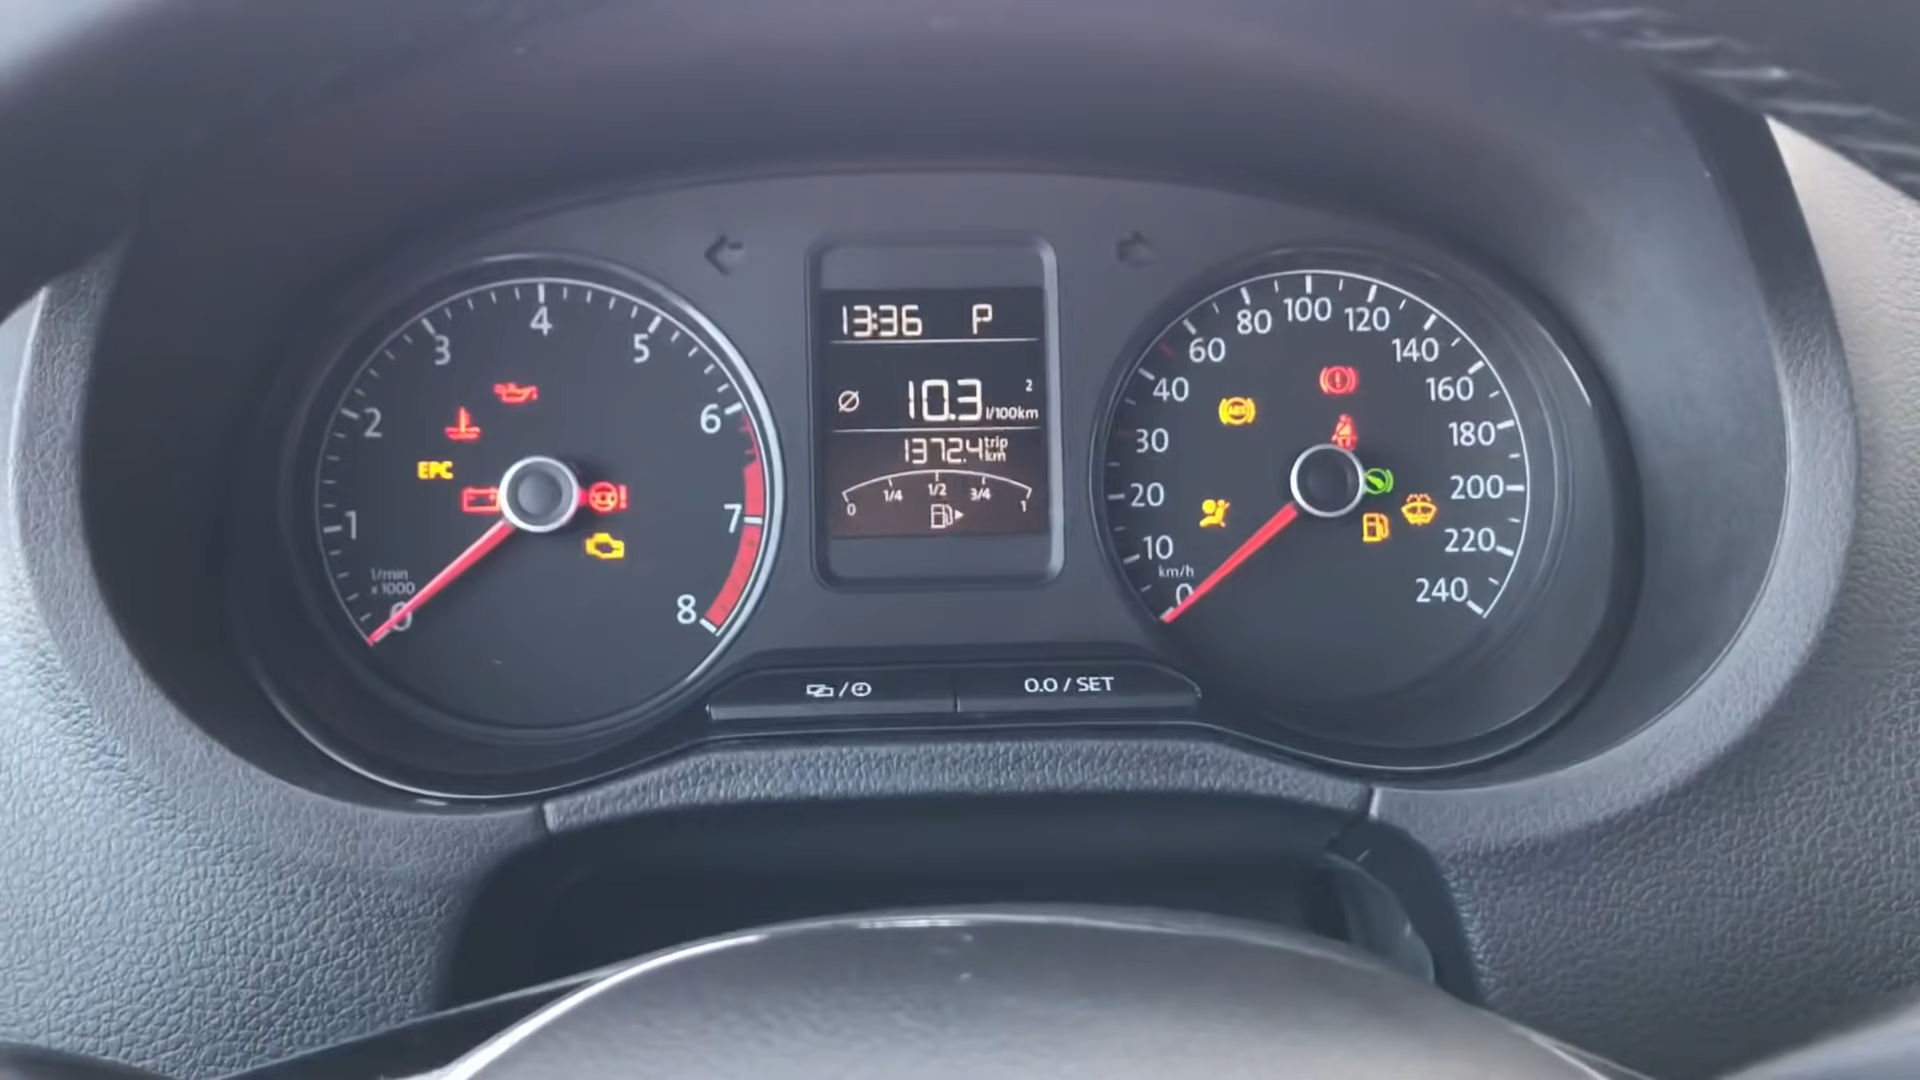 13:36 P
2
Ø 10.3 l/100km
1372.4 trip km
0 1/4 1/2 3/4 1
0 1 2 3 4 5 6 7 8
1/min
x 1000
EPC
0 10 20 30 40 60 80 100 120 140 160 180 200 220 240
km/h
ABS
0.0 / SET